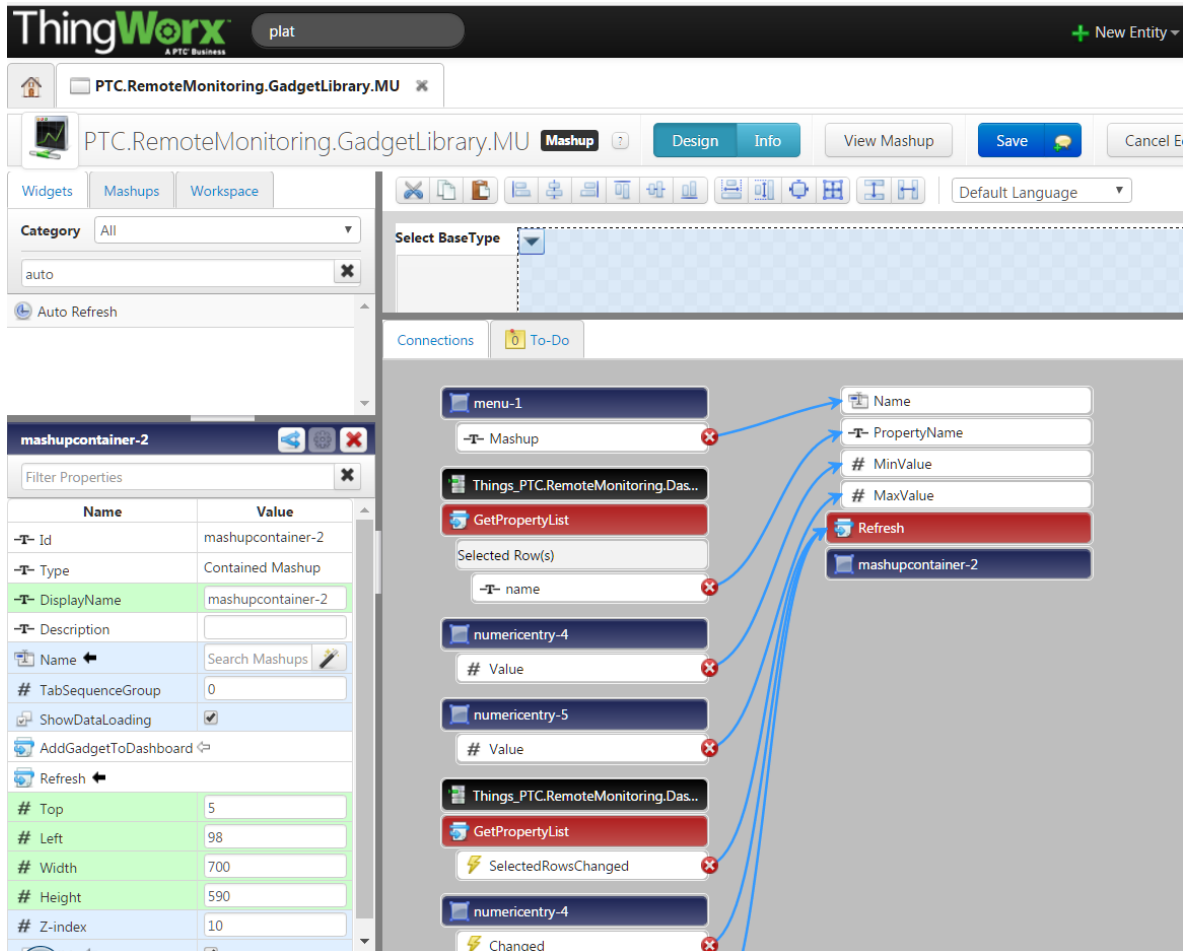 ThingWorx
A PTC Business
plat
New Entity
PTC.RemoteMonitoring.GadgetLibrary.MU
PTC.RemoteMonitoring.GadgetLibrary.MU Mashup ? Design Info View Mashup Save Cancel E
Widgets Mashups Workspace
Default Language
Category All
auto
Auto Refresh
Select BaseType
Connections 0 To-Do
mashupcontainer-2
Filter Properties
Name Value
-T- Id mashupcontainer-2
-T- Type Contained Mashup
-T- DisplayName mashupcontainer-2
-T- Description
Name Search Mashups
# TabSequenceGroup 0
ShowDataLoading
AddGadgetToDashboard
Refresh
# Top 5
# Left 98
# Width 700
# Height 590
# Z-index 10
menu-1
-T- Mashup
Things_PTC.RemoteMonitoring.Das...
GetPropertyList
Selected Row(s)
-T- name
numericentry-4
# Value
numericentry-5
# Value
Things_PTC.RemoteMonitoring.Das...
GetPropertyList
SelectedRowsChanged
numericentry-4
Changed
Name
-T- PropertyName
# MinValue
# MaxValue
Refresh
mashupcontainer-2